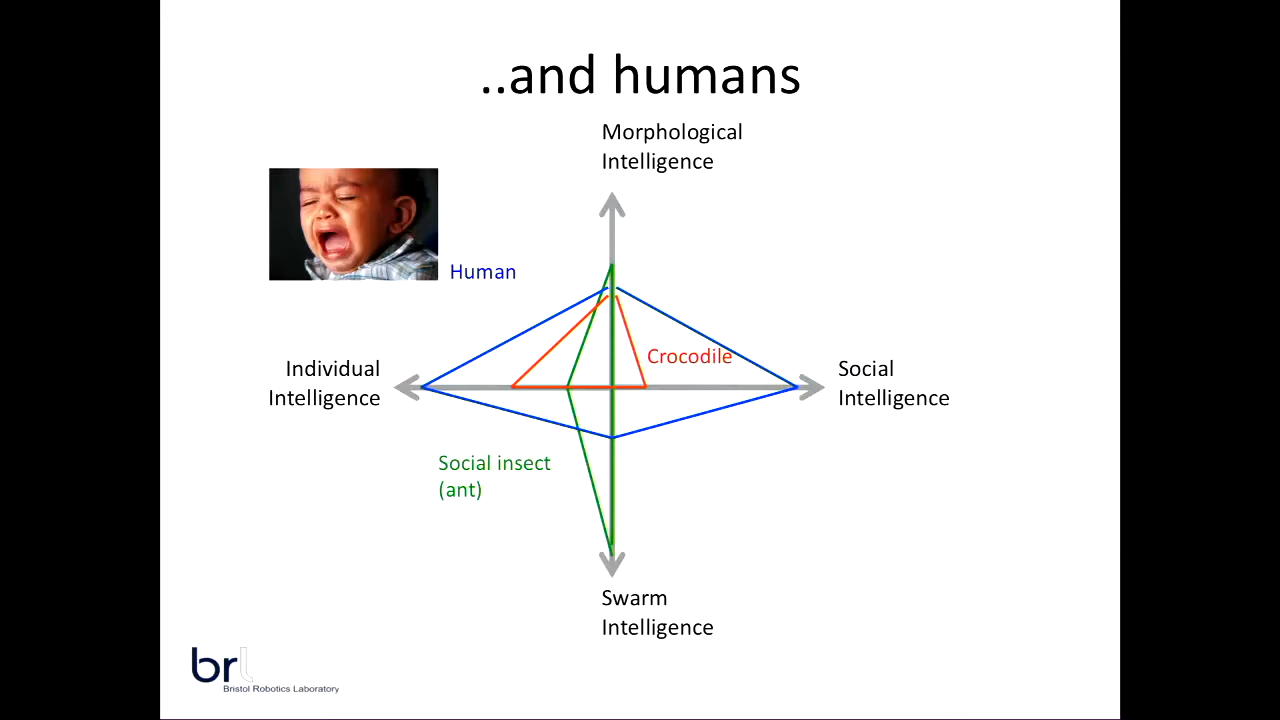 ..and humans
Morphological
Intelligence
Human
Crocodile
Individual
Intelligence
Social
Intelligence
Social insect
(ant)
Swarm
Intelligence
brl
Bristol Robotics Laboratory